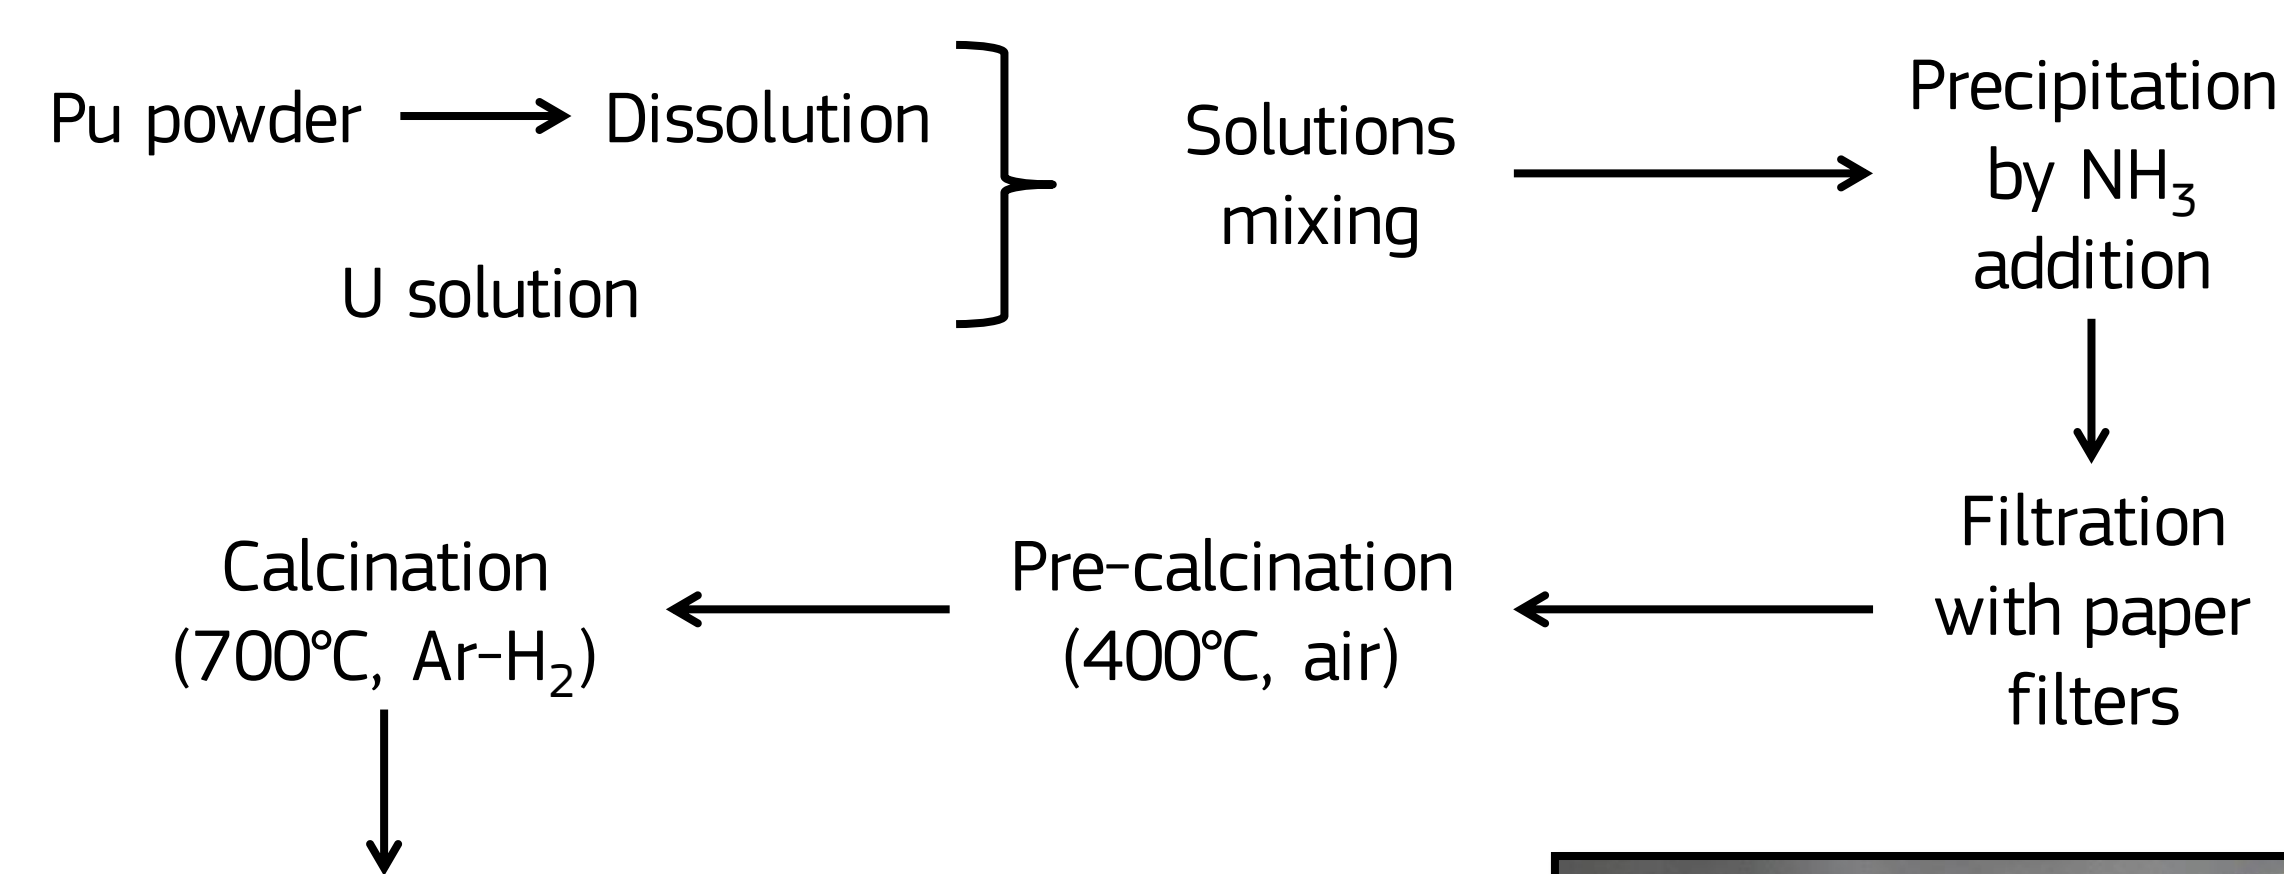 Pu powder
Dissolution
U solution
Solutions
mixing
Precipitation
by NH₃
addition
Filtration
with paper
filters
Pre-calcination
(400°C, air)
Calcination
(700°C, Ar-H₂)